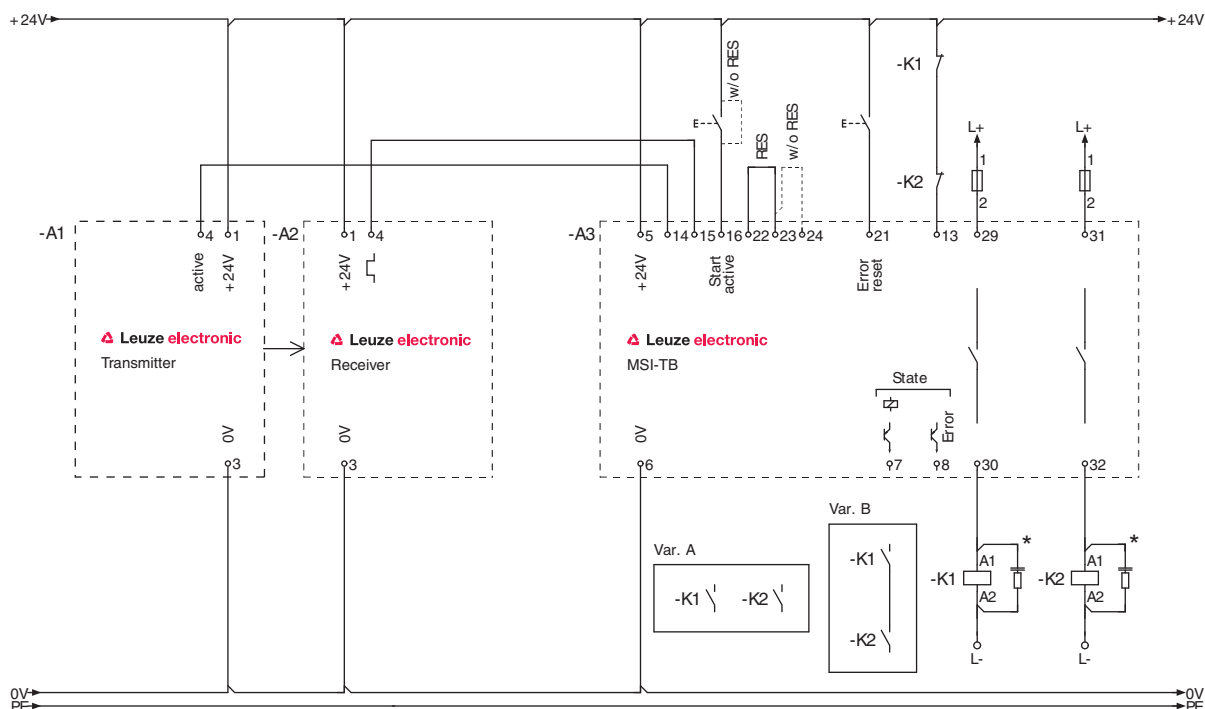 +24V
+24V
w/o RES
-K1
RES
w/o RES
L+
L+
1
1
-K2
2
2
-A1
4
1
-A2
1
4
-A3
5
14
15
16
22
23
24
21
13
29
31
active
+24V
+24V
+24V
Start
active
Error
reset
Leuze electronic
Leuze electronic
Leuze electronic
Transmitter
Receiver
MSI-TB
State
Error
0V
0V
0V
3
3
6
7
8
30
32
Var. B
Var. A
*
*
-K1
-K1
A1
-K2
A1
-K1
-K2
A2
A2
-K2
L-
L-
0V
0V
PE
PE